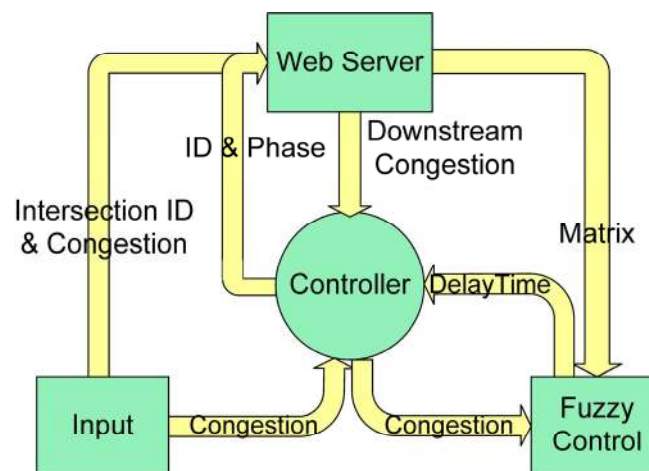 Web Server
ID & Phase
Downstream
Congestion
Intersection ID
& Congestion
Matrix
Controller
DelayTime
Input
Congestion
Congestion
Fuzzy
Control